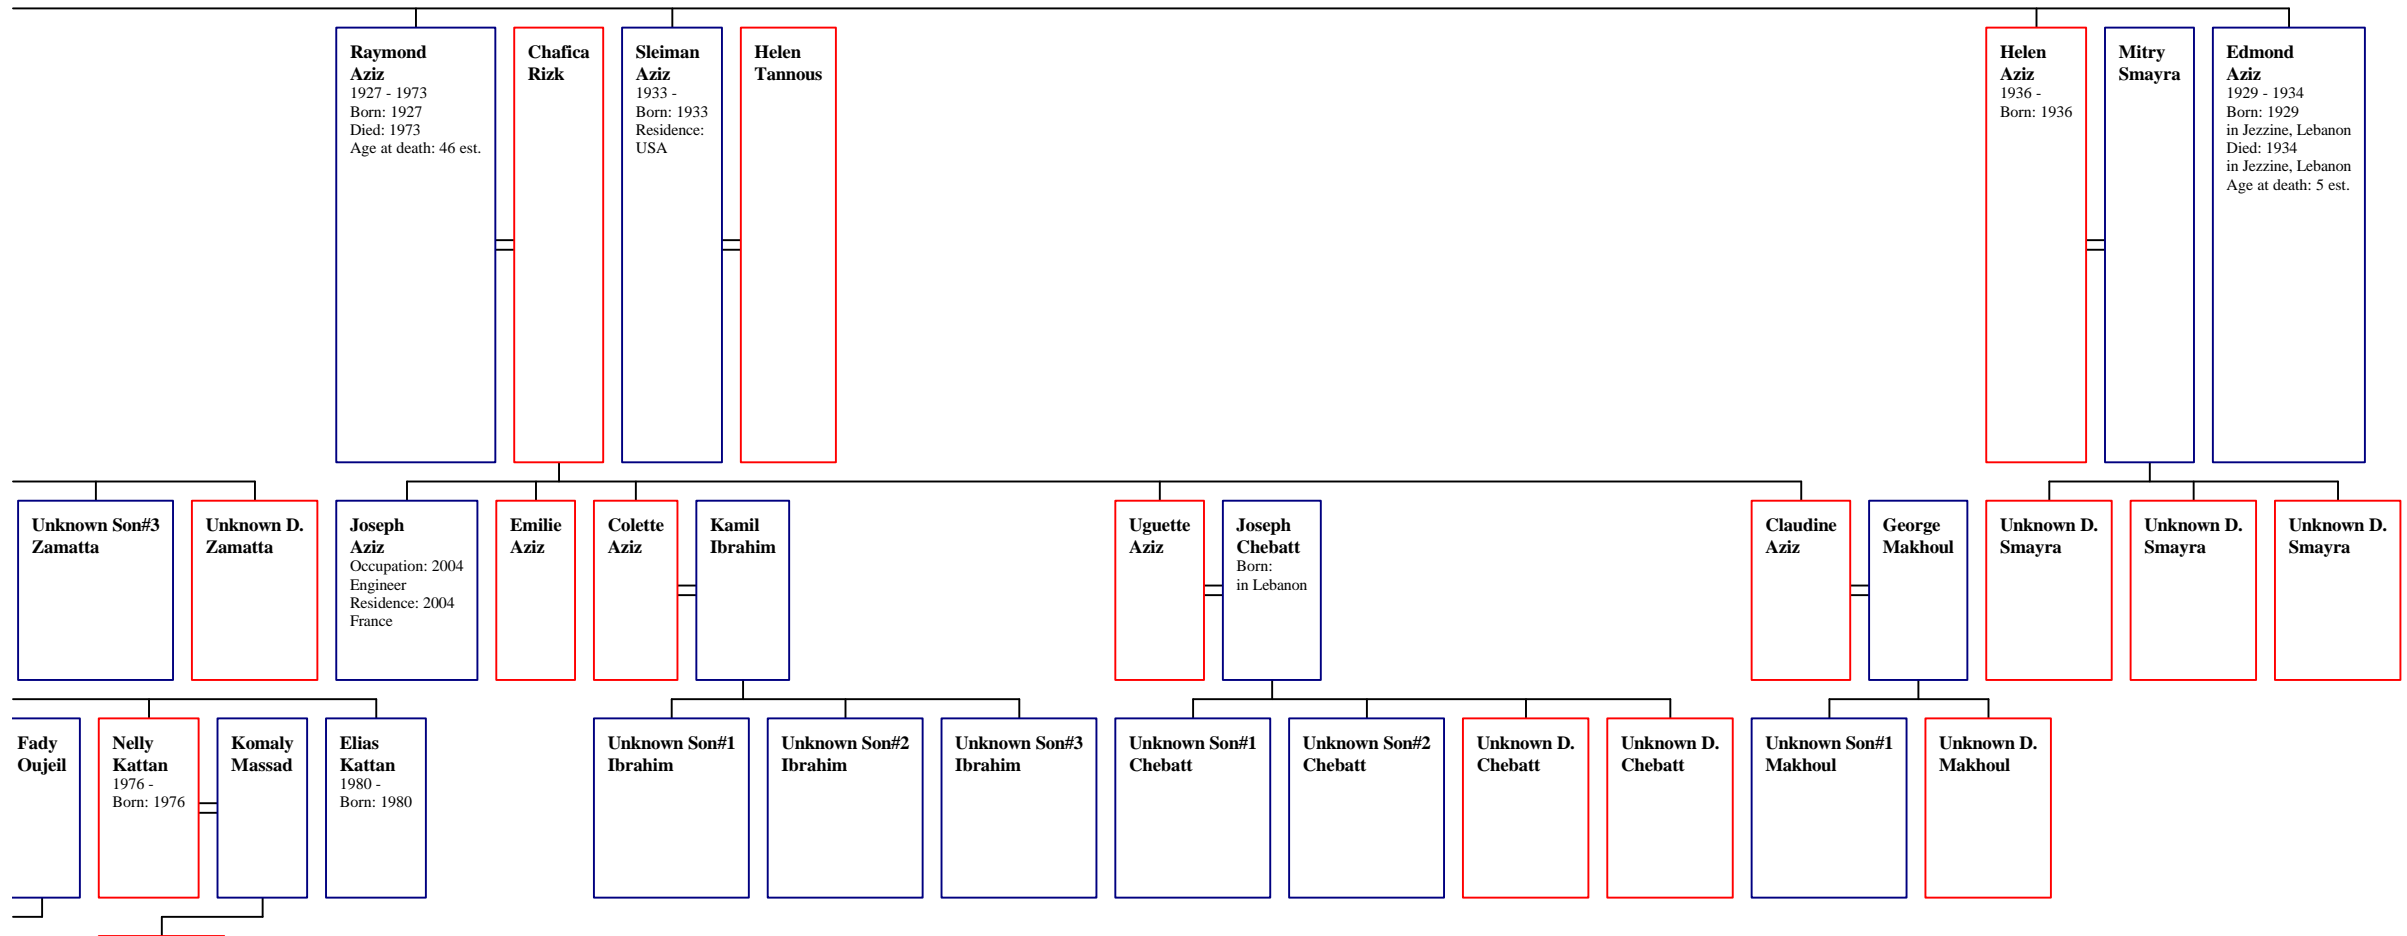 Raymond
Aziz
1927 - 1973
Born: 1927
Died: 1973
Age at death: 46 est.
Chafica
Rizk
Sleiman
Aziz
1933 -
Born: 1933
Residence:
USA
Helen
Tannous
Helen
Aziz
1936 -
Born: 1936
Mitry
Smayra
Edmond
Aziz
1929 - 1934
Born: 1929
in Jezzine, Lebanon
Died: 1934
in Jezzine, Lebanon
Age at death: 5 est.
Unknown Son#3
Zamatta
Unknown D.
Zamatta
Joseph
Aziz
Occupation: 2004
Engineer
Residence: 2004
France
Emilie
Aziz
Colette
Aziz
Kamil
Ibrahim
Uguette
Aziz
Joseph
Chebatt
Born:
in Lebanon
Claudine
Aziz
George
Makhoul
Unknown D.
Smayra
Unknown D.
Smayra
Unknown D.
Smayra
Fady
Oujeil
Nelly
Kattan
1976 -
Born: 1976
Komaly
Massad
Elias
Kattan
1980 -
Born: 1980
Unknown Son#1
Ibrahim
Unknown Son#2
Ibrahim
Unknown Son#3
Ibrahim
Unknown Son#1
Chebatt
Unknown Son#2
Chebatt
Unknown D.
Chebatt
Unknown D.
Chebatt
Unknown Son#1
Makhoul
Unknown D.
Makhoul